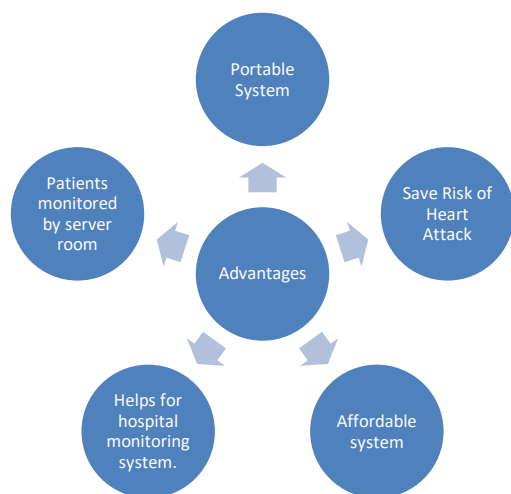 Portable
System
Patients
monitored
by server
room
Save Risk of
Heart
Attack
Advantages
Helps for
hospital
monitoring
system.
Affordable
system